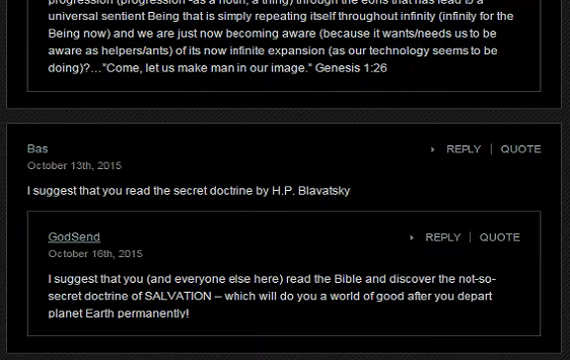 progression (progression -as a noun, a thing) through the eons that has lead to a
universal sentient Being that is simply repeating itself throughout infinity (infinity for the
Being now) and we are just now becoming aware (because it wants/needs us to be
aware as helpers/ants) of its now infinite expansion (as our technology seems to be
doing)?…"Come, let us make man in our image." Genesis 1:26
Bas REPLY | QUOTE
October 13th, 2015
I suggest that you read the secret doctrine by H.P. Blavatsky
GodSend REPLY | QUOTE
October 16th, 2015
I suggest that you (and everyone else here) read the Bible and discover the not-so-
secret doctrine of SALVATION – which will do you a world of good after you depart
planet Earth permanently!